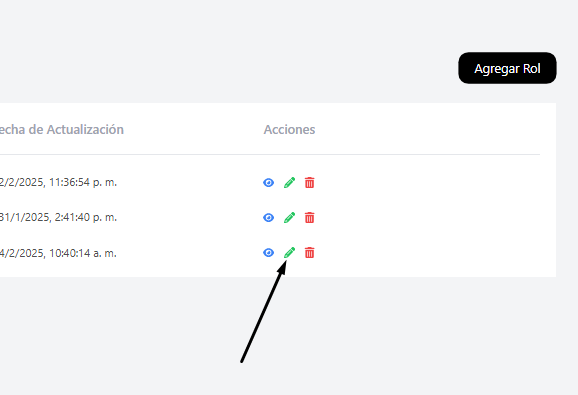 Agregar Rol
echa de Actualización Acciones
2/2/2025, 11:36:54 p. m.
31/1/2025, 2:41:40 p. m.
4/2/2025, 10:40:14 a. m.